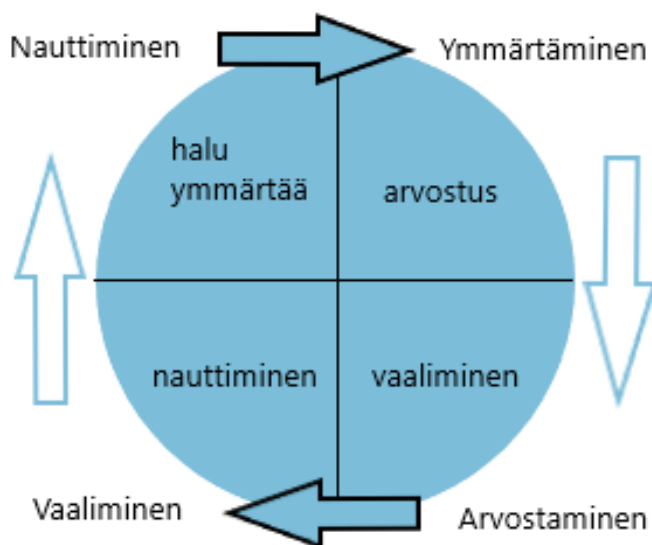 Nauttiminen
Ymmärtäminen
halu
ymmärtää
arvostus
nauttiminen
vaaliminen
Vaaliminen
Arvostaminen